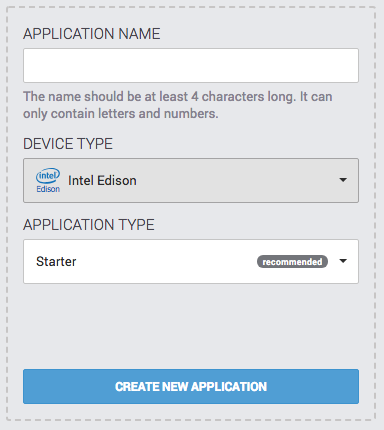 APPLICATION NAME
The name should be at least 4 characters long. It can
only contain letters and numbers.
DEVICE TYPE
intel
Edison
Intel Edison
APPLICATION TYPE
Starter
recommended
CREATE NEW APPLICATION